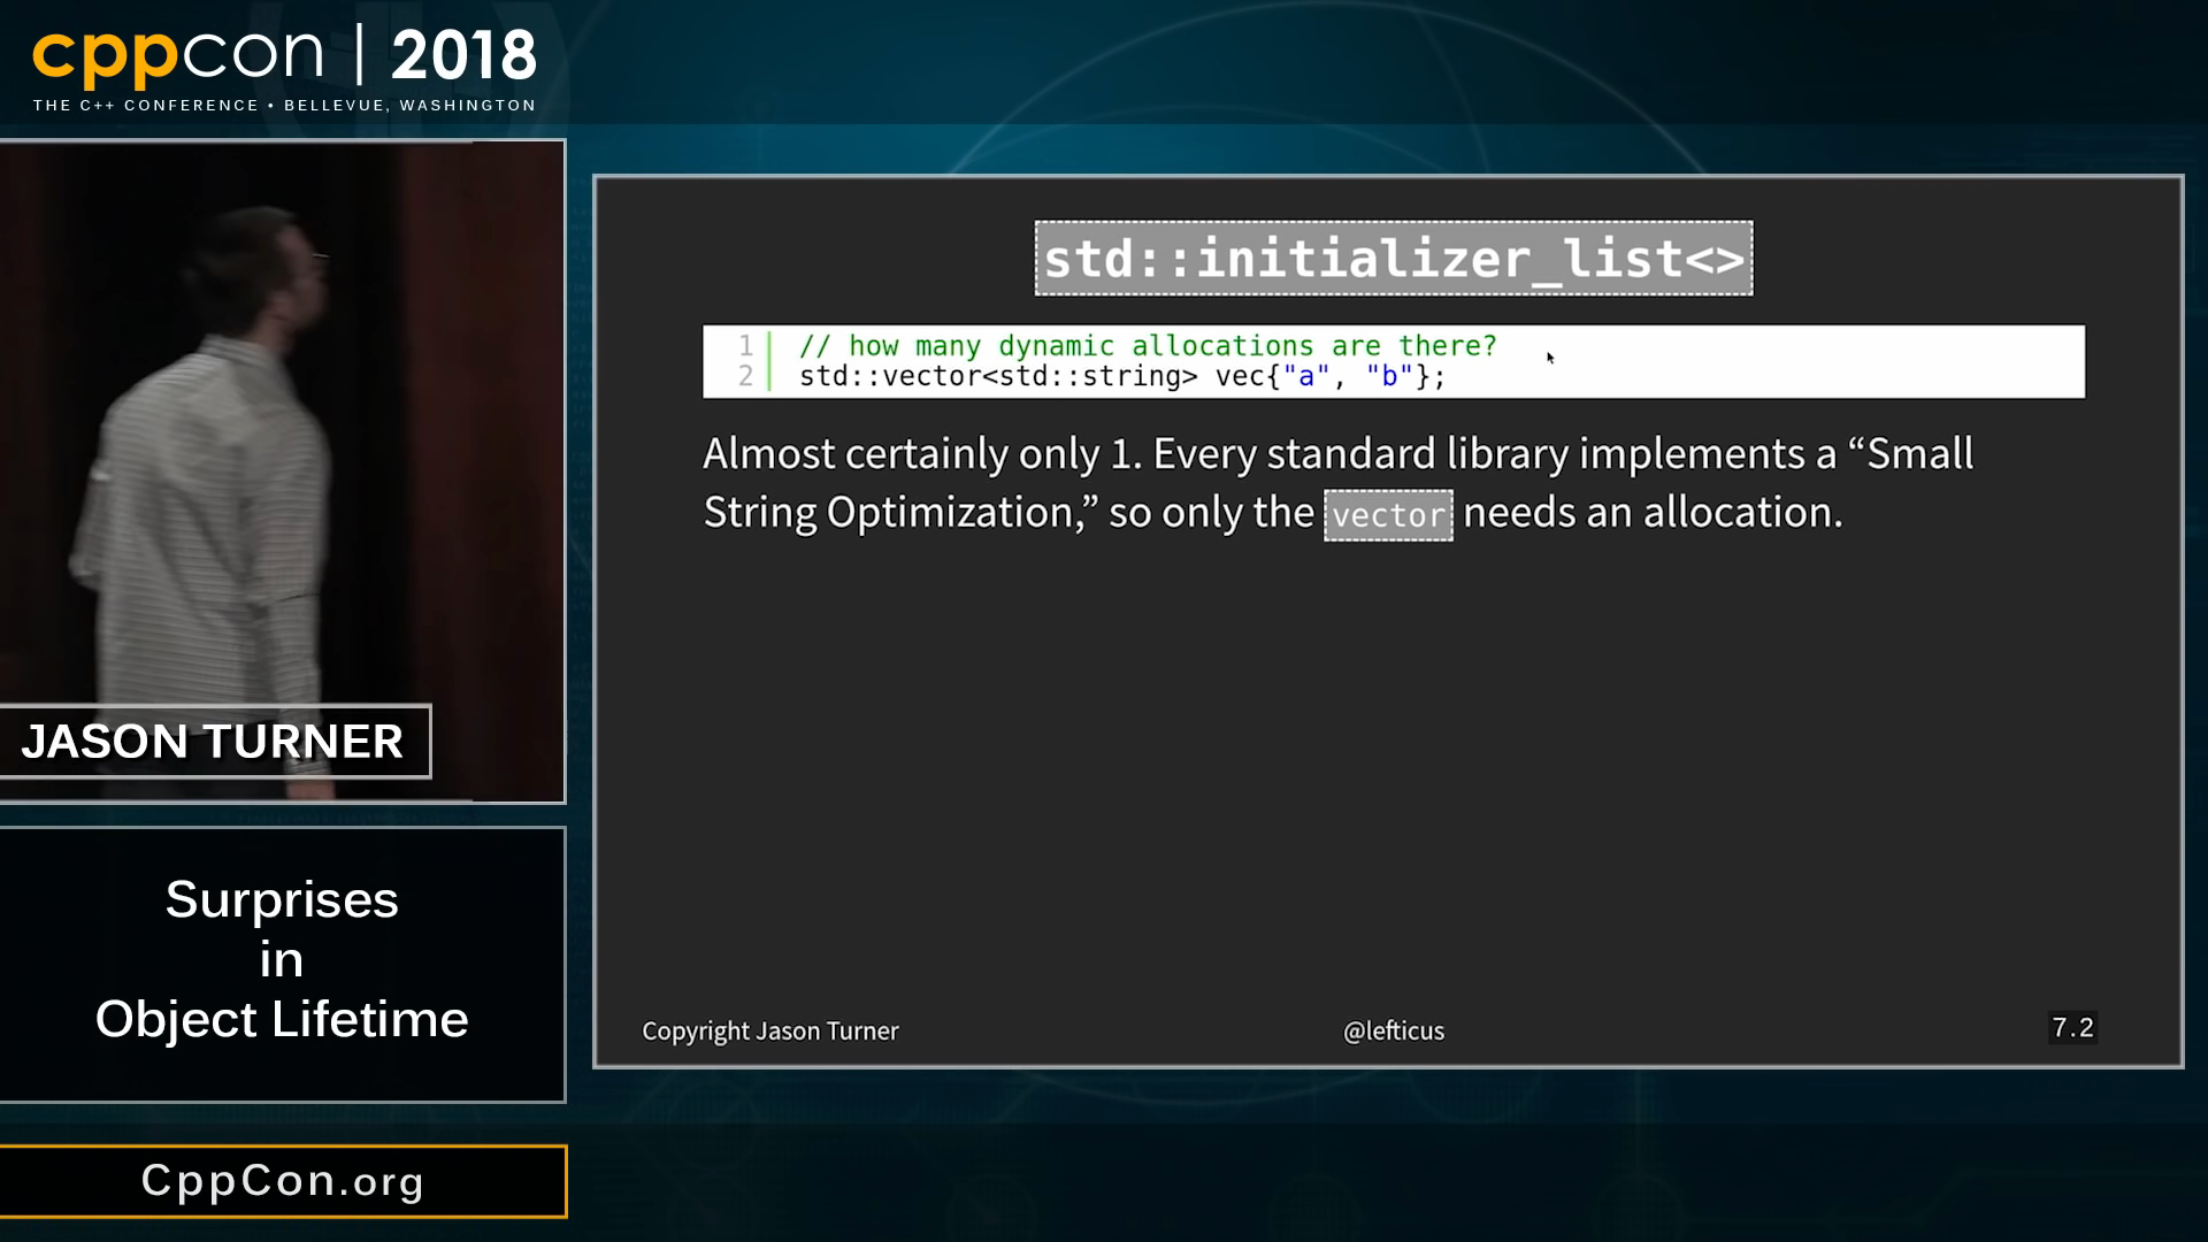 cppcon | 2018
THE C++ CONFERENCE • BELLEVUE, WASHINGTON
JASON TURNER
Surprises
in
Object Lifetime
CppCon.org
std::initializer_list<>
1 // how many dynamic allocations are there?
2 std::vector<std::string> vec{"a", "b"};
Almost certainly only 1. Every standard library implements a “Small
String Optimization,” so only the vector needs an allocation.
Copyright Jason Turner
@lefticus
7.2